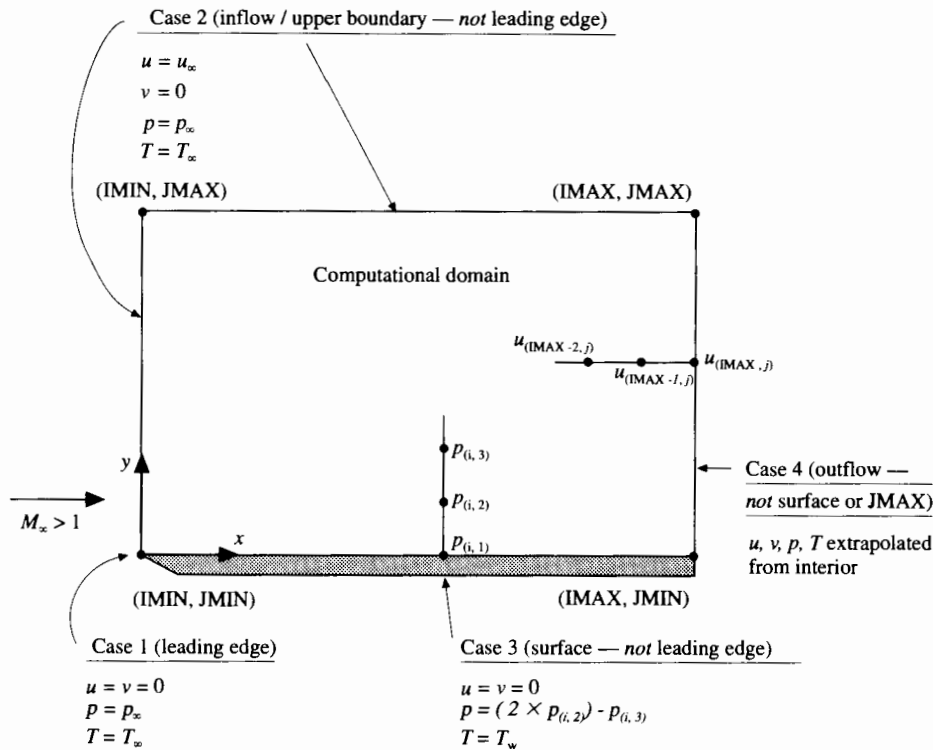 Case 2 (inflow / upper boundary — not leading edge)
u = u∞
v = 0
p = p∞
T = T∞
(IMIN, JMAX)
(IMAX, JMAX)
Computational domain
u(IMAX -2, j)
u(IMAX -1, j)
u(IMAX , j)
y
p(i, 3)
p(i, 2)
M∞ > 1
x
p(i, 1)
Case 4 (outflow —
not surface or JMAX)
u, v, p, T extrapolated
from interior
(IMIN, JMIN)
(IMAX, JMIN)
Case 1 (leading edge)
u = v = 0
p = p∞
T = T∞
Case 3 (surface — not leading edge)
u = v = 0
p = ( 2 × p(i, 2)) - p(i, 3)
T = Tw